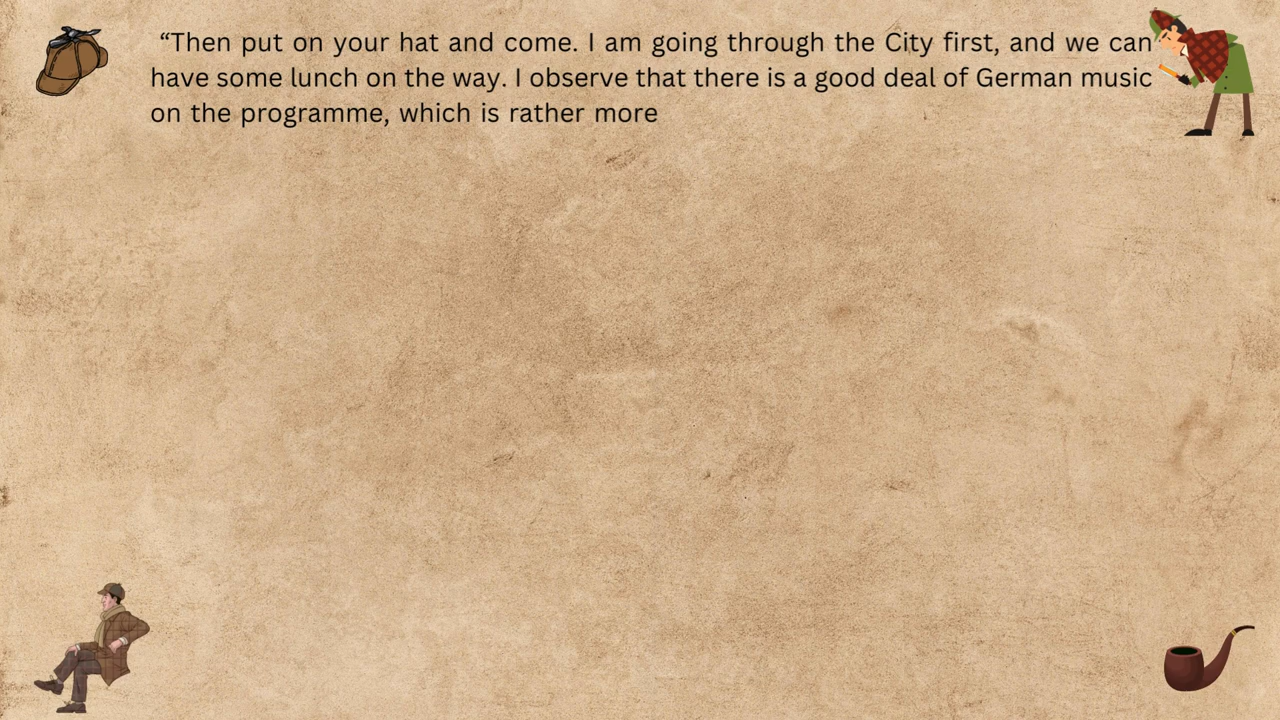 “Then put on your hat and come. I am going through the City first, and we can
have some lunch on the way. I observe that there is a good deal of German music
on the programme, which is rather more